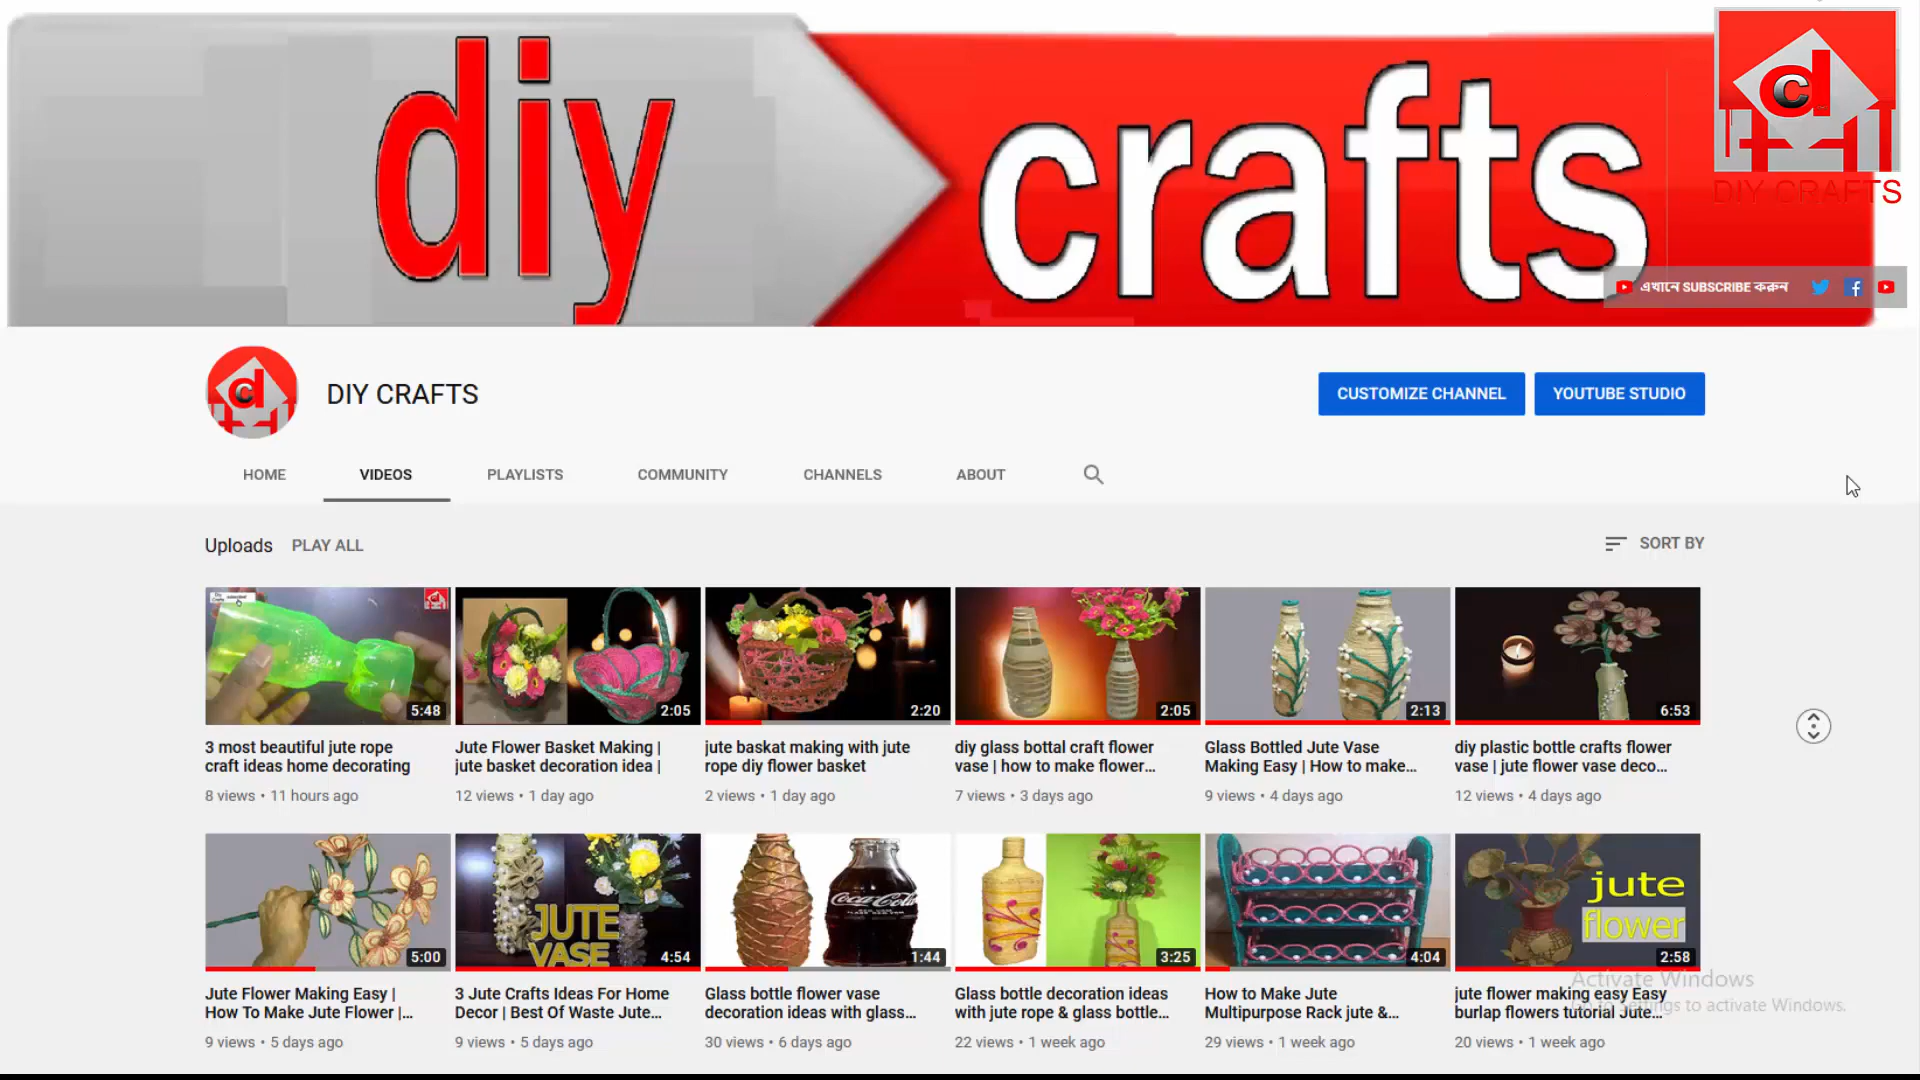 diy crafts
dc
DIY CRAFTS
এখানে SUBSCRIBE করুন
DIY CRAFTS
CUSTOMIZE CHANNEL
YOUTUBE STUDIO
HOME
VIDEOS
PLAYLISTS
COMMUNITY
CHANNELS
ABOUT
Uploads
PLAY ALL
SORT BY
5:48
2:05
2:20
2:05
2:13
6:53
3 most beautiful jute rope
craft ideas home decorating
8 views • 11 hours ago
Jute Flower Basket Making |
jute basket decoration idea |
12 views • 1 day ago
jute baskat making with jute
rope diy flower basket
2 views • 1 day ago
diy glass bottal craft flower
vase | how to make flower...
7 views • 3 days ago
Glass Bottled Jute Vase
Making Easy | How to make...
9 views • 4 days ago
diy plastic bottle crafts flower
vase | jute flower vase deco...
12 views • 4 days ago
5:00
JUTE
VASE
4:54
Coca-Cola
1:44
3:25
4:04
jute
flower
2:58
Jute Flower Making Easy |
How To Make Jute Flower |...
9 views • 5 days ago
3 Jute Crafts Ideas For Home
Decor | Best Of Waste Jute...
9 views • 5 days ago
Glass bottle flower vase
decoration ideas with glass...
30 views • 6 days ago
Glass bottle decoration ideas
with jute rope & glass bottle...
22 views • 1 week ago
How to Make Jute
Multipurpose Rack jute &...
29 views • 1 week ago
jute flower making easy Easy
burlap flowers tutorial Jute...
20 views • 1 week ago
Activate Windows
Go to Settings to activate Windows.